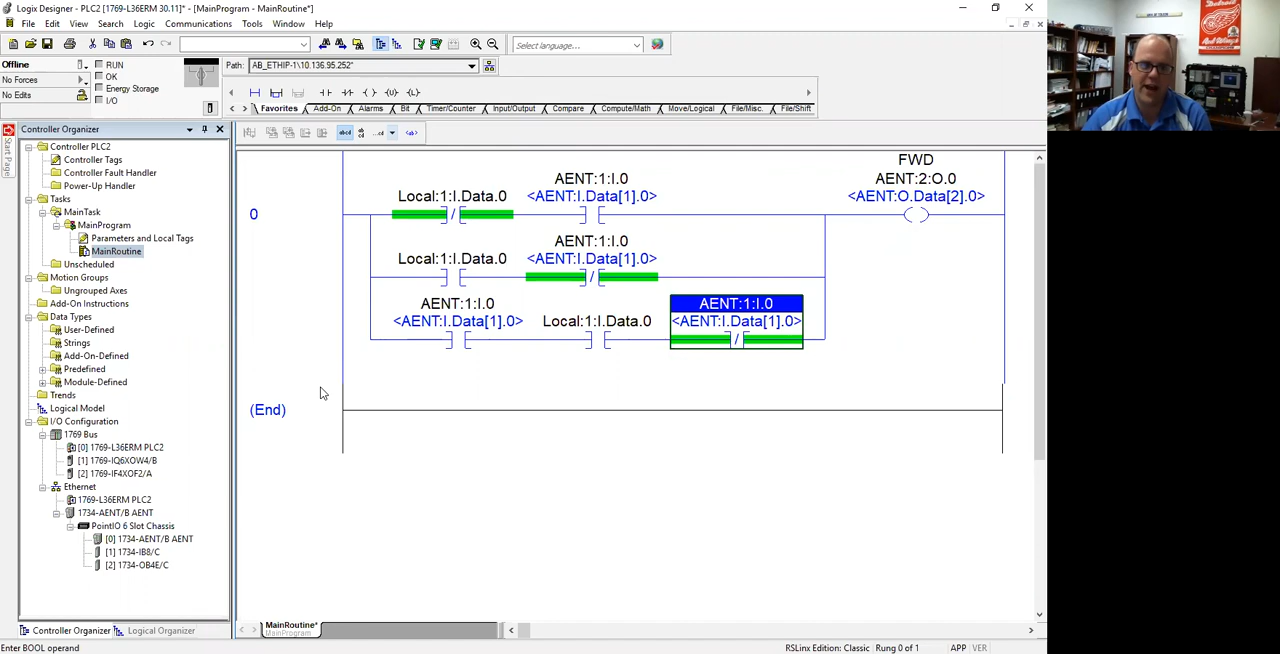 Logix Designer - PLC2 [1769-L36ERM 30.11]* - [MainProgram - MainRoutine*]
File Edit View Search Logic Communications Tools Window Help
Select language...
Offline
No Forces
No Edits
RUN
OK
Energy Storage
I/O
Path: AB_ETHIP-1\10.136.95.252*
Favorites Add-On Alarms Bit Timer/Counter Input/Output Compare Compute/Math Move/Logical File/Misc. File/Shift
Start Page
Controller Organizer
Controller PLC2
Controller Tags
Controller Fault Handler
Power-Up Handler
Tasks
MainTask
MainProgram
Parameters and Local Tags
MainRoutine
Unscheduled
Motion Groups
Ungrouped Axes
Add-On Instructions
Data Types
User-Defined
Strings
Add-On-Defined
Predefined
Module-Defined
Trends
Logical Model
I/O Configuration
1769 Bus
[0] 1769-L36ERM PLC2
[1] 1769-IQ6XOW4/B
[2] 1769-IF4XOF2/A
Ethernet
1769-L36ERM PLC2
1734-AENT/B AENT
PointIO 6 Slot Chassis
[0] 1734-AENT/B AENT
[1] 1734-IB8/C
[2] 1734-OB4E/C
Controller Organizer Logical Organizer
FWD
AENT:1:I.0 AENT:2:O.0
Local:1:I.Data.0 <AENT:I.Data[1].0> <AENT:O.Data[2].0>
0
AENT:1:I.0
Local:1:I.Data.0 <AENT:I.Data[1].0>
AENT:1:I.0 AENT:1:I.0
<AENT:I.Data[1].0> Local:1:I.Data.0 <AENT:I.Data[1].0>
(End)
MainRoutine*
MainProgram
Enter BOOL operand
RSLinx Edition: Classic Rung 0 of 1 APP VER
Detroit